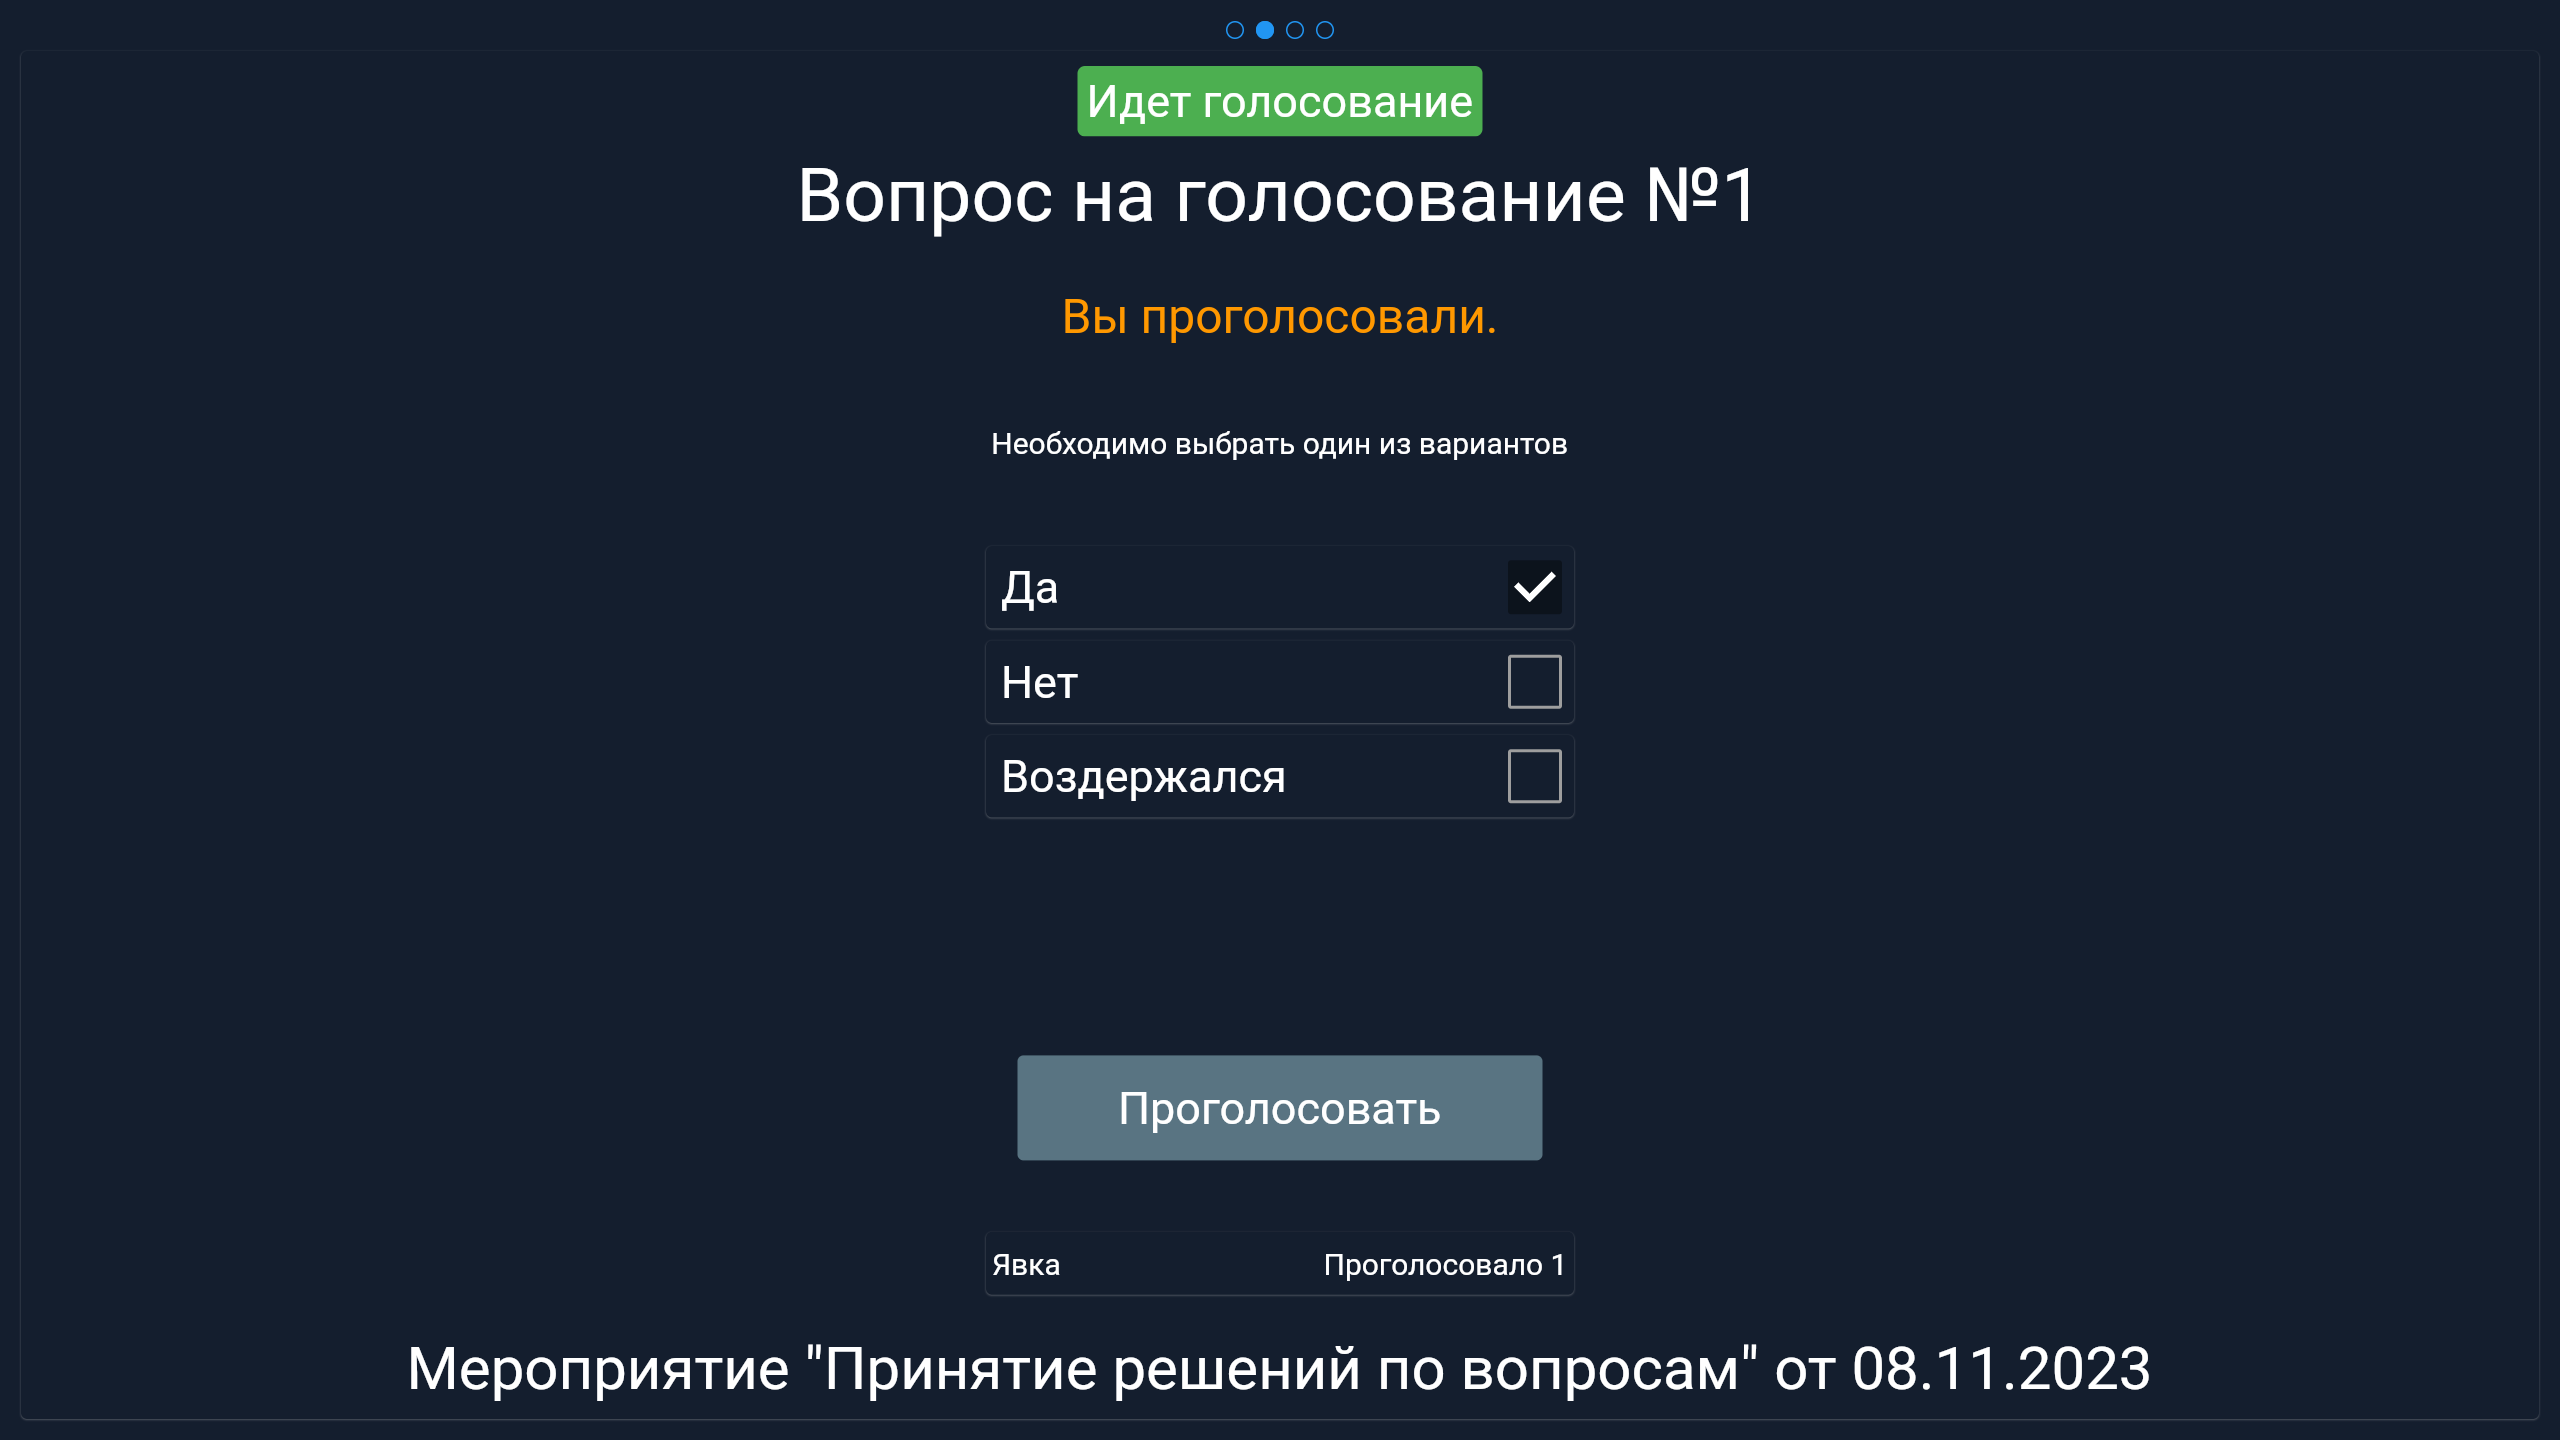 Идет голосование
Вопрос на голосование №1
Вы проголосовали.
Необходимо выбрать один из вариантов
Да
Нет
Воздержался
Проголосовать
Явка Проголосовало 1
Мероприятие "Принятие решений по вопросам" от 08.11.2023